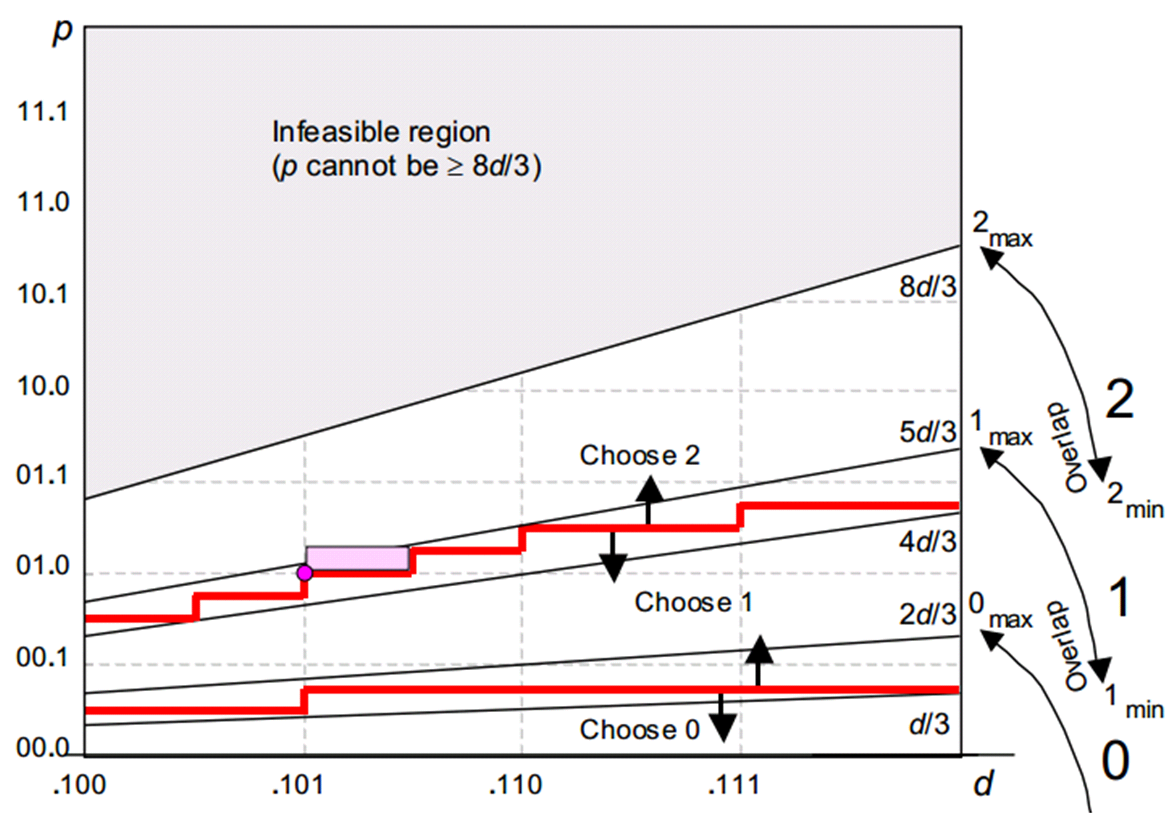 p
11.1
Infeasible region
(p cannot be ≥ 8d/3)
11.0
2max
10.1
8d/3
10.0
2
Overlap
5d/3
1max
Choose 2
01.1
2min
4d/3
01.0
Choose 1
1
Overlap
2d/3
0max
00.1
1min
Choose 0
d/3
00.0
0
.100
.101
.110
.111
d